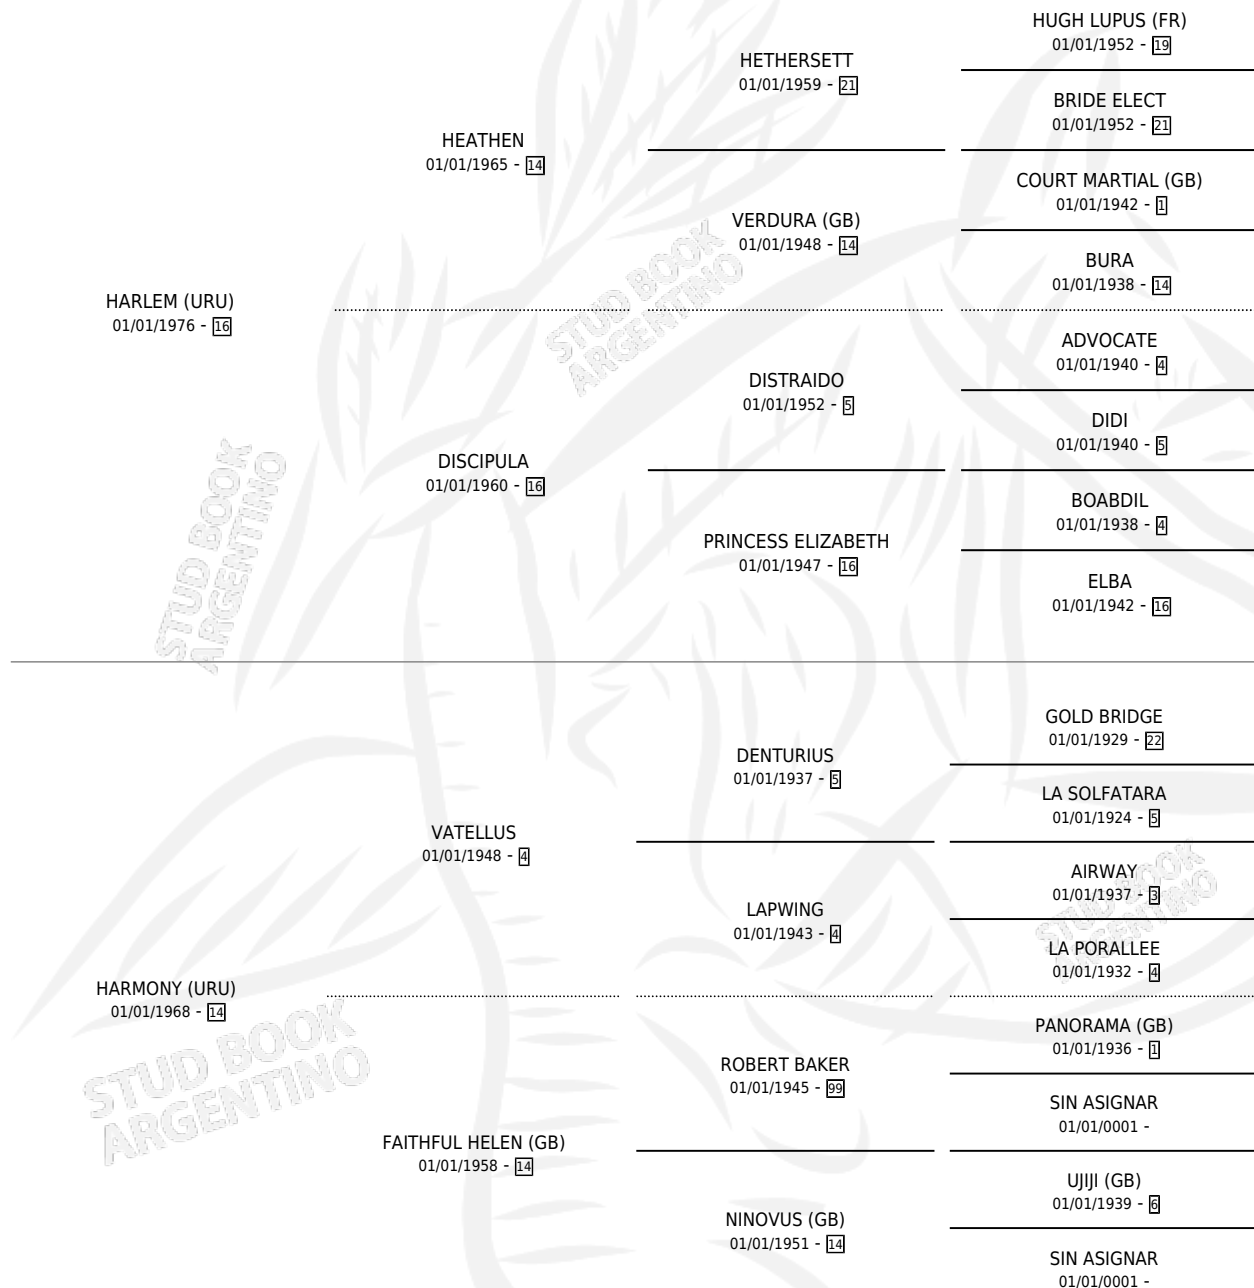 HUGH LUPUS (FR)
01/01/1952 - 19
HETHERSETT
01/01/1959 - 21
BRIDE ELECT
01/01/1952 - 21
HEATHEN
01/01/1965 - 14
COURT MARTIAL (GB)
01/01/1942 - 1
VERDURA (GB)
01/01/1948 - 14
BURA
01/01/1938 - 14
HARLEM (URU)
01/01/1976 - 16
STUD BOOK
ARGENTINO
ADVOCATE
01/01/1940 - 4
DISTRAIDO
01/01/1952 - 5
DIDI
01/01/1940 - 5
DISCIPULA
01/01/1960 - 16
BOABDIL
01/01/1938 - 4
PRINCESS ELIZABETH
01/01/1947 - 16
ELBA
01/01/1942 - 16
STUD BOOK
ARGENTINO
GOLD BRIDGE
01/01/1929 - 22
DENTURIUS
01/01/1937 - 5
LA SOLFATARA
01/01/1924 - 5
VATELLUS
01/01/1948 - 4
AIRWAY
01/01/1937 - 3
LAPWING
01/01/1943 - 4
STUD BOOK
ARGENTINO
LA PORALLEE
01/01/1932 - 4
HARMONY (URU)
01/01/1968 - 14
PANORAMA (GB)
01/01/1936 - 1
ROBERT BAKER
01/01/1945 - 99
STUD BOOK
ARGENTINO
SIN ASIGNAR
01/01/0001 -
FAITHFUL HELEN (GB)
01/01/1958 - 14
UJIJI (GB)
01/01/1939 - 6
NINOVUS (GB)
01/01/1951 - 14
SIN ASIGNAR
01/01/0001 -